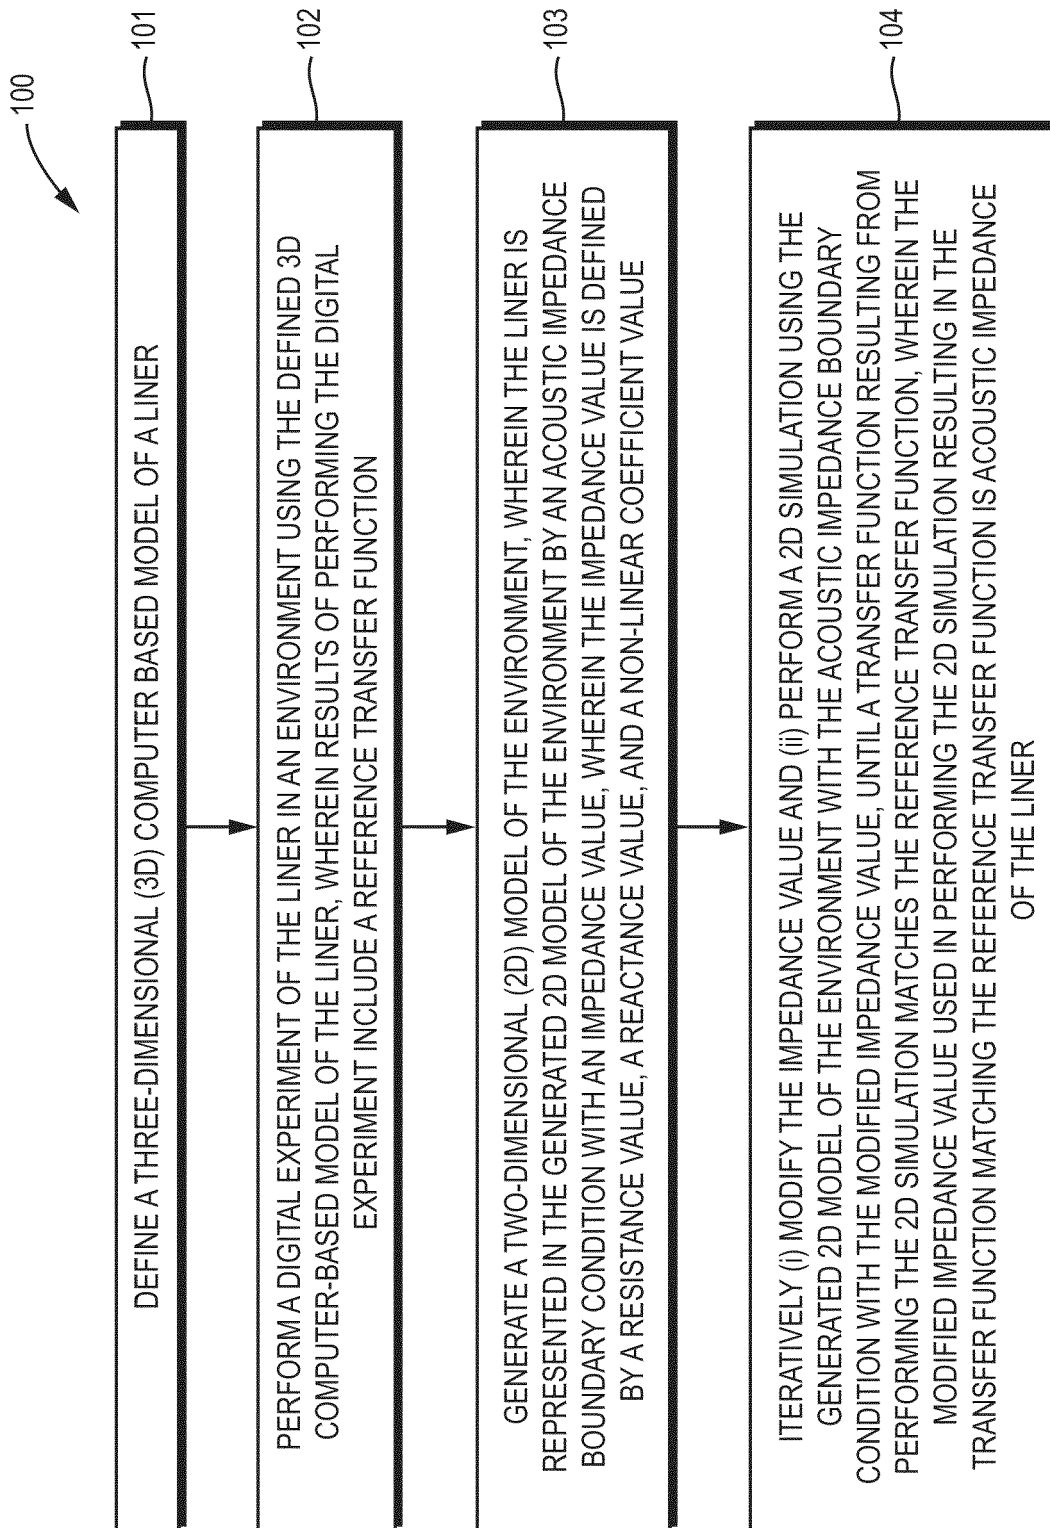 100
101
DEFINE A THREE-DIMENSIONAL (3D) COMPUTER BASED MODEL OF A LINER
102
PERFORM A DIGITAL EXPERIMENT OF THE LINER IN AN ENVIRONMENT USING THE DEFINED 3D
COMPUTER-BASED MODEL OF THE LINER, WHEREIN RESULTS OF PERFORMING THE DIGITAL
EXPERIMENT INCLUDE A REFERENCE TRANSFER FUNCTION
103
GENERATE A TWO-DIMENSIONAL (2D) MODEL OF THE ENVIRONMENT, WHEREIN THE LINER IS
REPRESENTED IN THE GENERATED 2D MODEL OF THE ENVIRONMENT BY AN ACOUSTIC IMPEDANCE
BOUNDARY CONDITION WITH AN IMPEDANCE VALUE, WHEREIN THE IMPEDANCE VALUE IS DEFINED
BY A RESISTANCE VALUE, A REACTANCE VALUE, AND A NON-LINEAR COEFFICIENT VALUE
104
ITERATIVELY (i) MODIFY THE IMPEDANCE VALUE AND (ii) PERFORM A 2D SIMULATION USING THE
GENERATED 2D MODEL OF THE ENVIRONMENT WITH THE ACOUSTIC IMPEDANCE BOUNDARY
CONDITION WITH THE MODIFIED IMPEDANCE VALUE, UNTIL A TRANSFER FUNCTION RESULTING FROM
PERFORMING THE 2D SIMULATION MATCHES THE REFERENCE TRANSFER FUNCTION, WHEREIN THE
MODIFIED IMPEDANCE VALUE USED IN PERFORMING THE 2D SIMULATION RESULTING IN THE
TRANSFER FUNCTION MATCHING THE REFERENCE TRANSFER FUNCTION IS ACOUSTIC IMPEDANCE
OF THE LINER